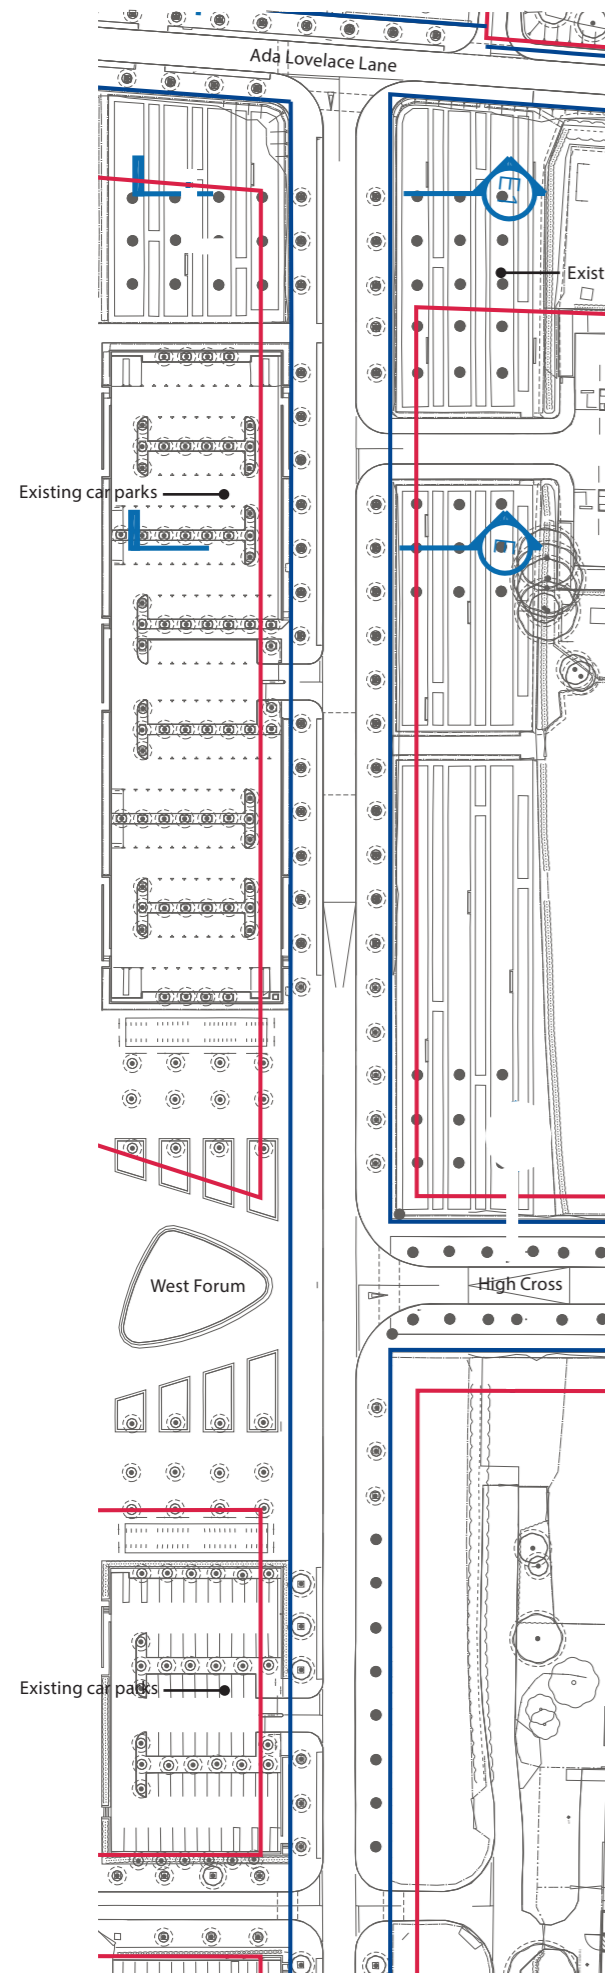 Ada Lovelace Lane
Exist
Existing car parks
West Forum
High Cross
Existing car parks